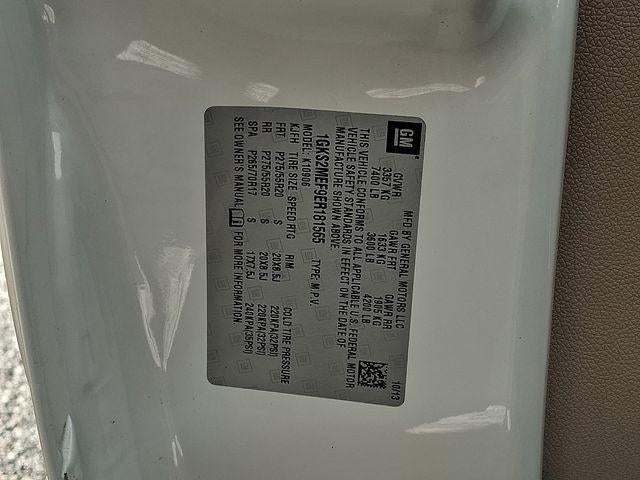 GM
MFD BY GENERAL MOTORS LLC 10/13
GVWR GAWR FRT GAWR RR
3357 KG 1633 KG 1905 KG
7400 LB 3600 LB 4200 LB
THIS VEHICLE CONFORMS TO ALL APPLICABLE U.S. FEDERAL MOTOR
VEHICLE SAFETY STANDARDS IN EFFECT ON THE DATE OF
MANUFACTURE SHOWN ABOVE.
1GKS2MEF9ER181565 TYPE: M.P.V.
MODEL: KT0906
KJFH TIRE SIZE SPEED RTG RIM COLD TIRE PRESSURE
FRT P275/55R20 S 20X8.5J 220KPA(32PSI)
RR P275/55R20 S 20X8.5J 220KPA(32PSI)
SPA P265/70R17 S 17X7.5J 240KPA(35PSI)
SEE OWNER'S MANUAL FOR MORE INFORMATION.